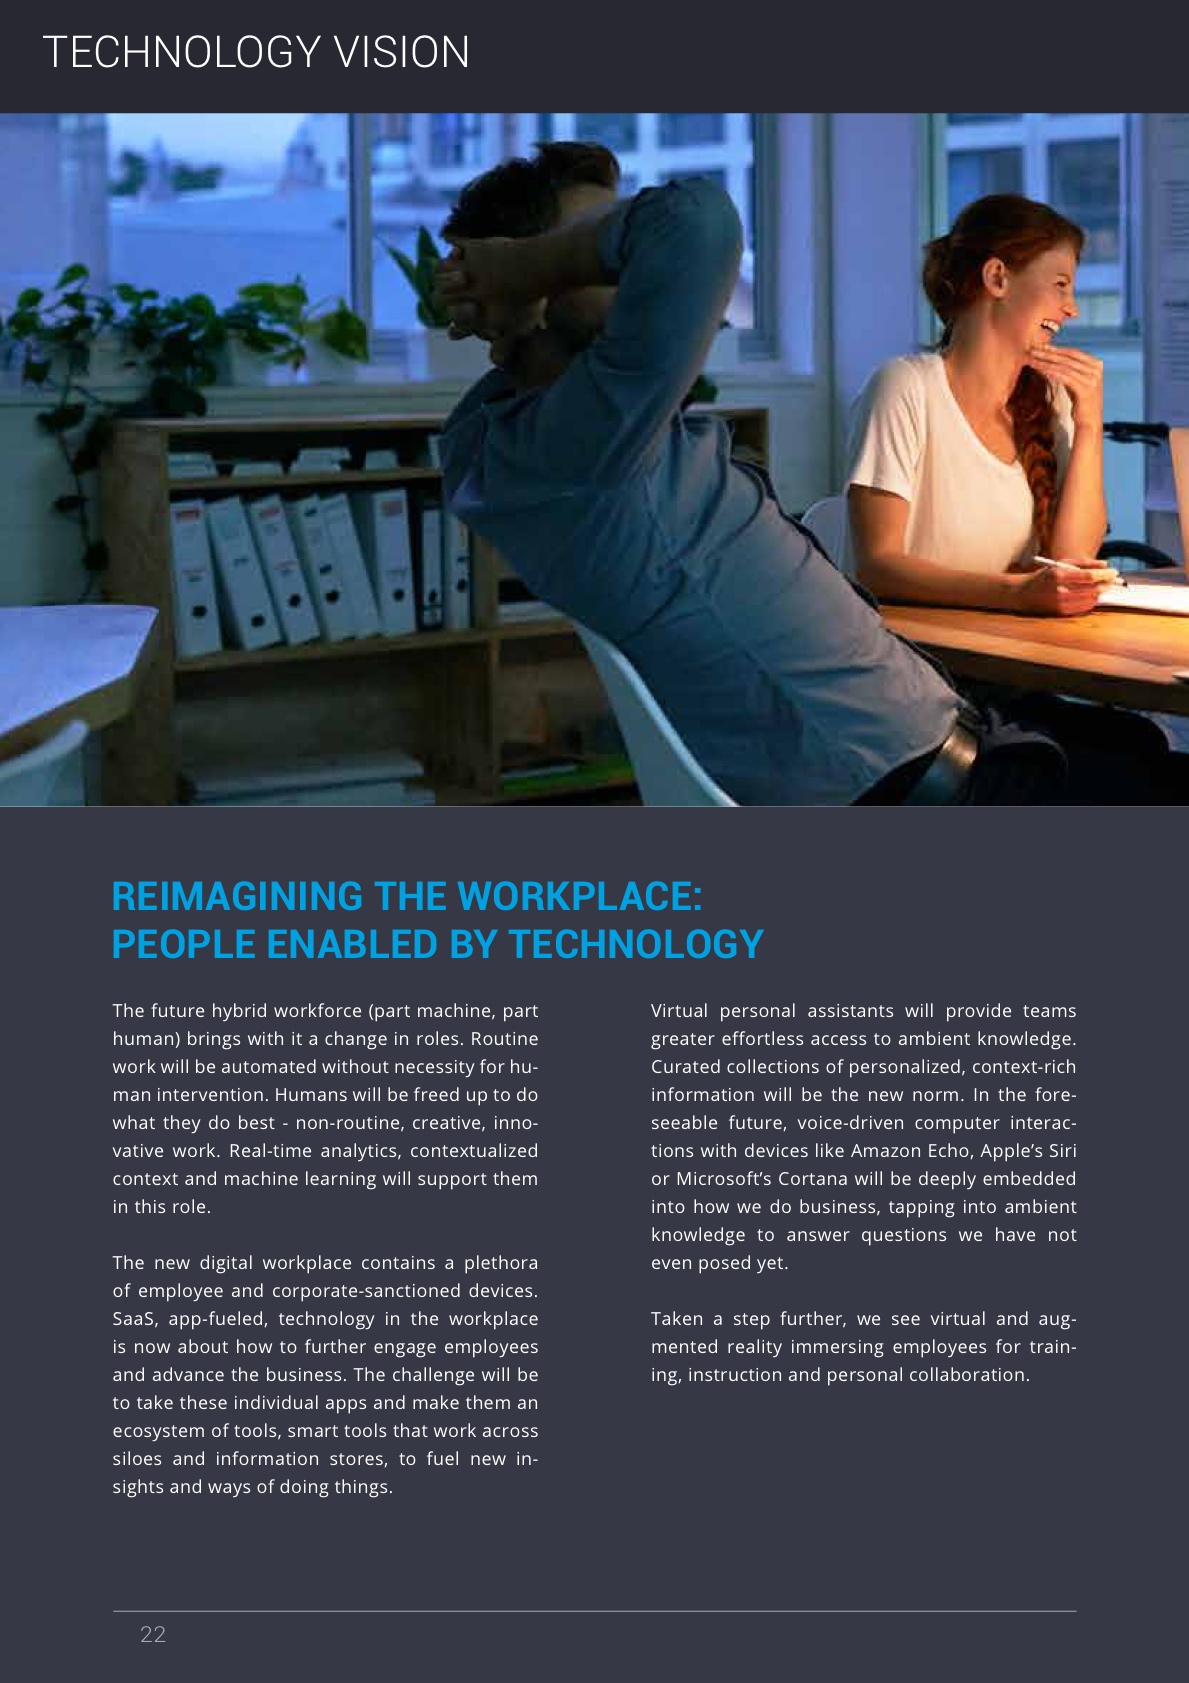 TECHNOLOGY VISION
REIMAGINING THE WORKPLACE:
PEOPLE ENABLED BY TECHNOLOGY
The future hybrid workforce (part machine, part
human) brings with it a change in roles. Routine
work will be automated without necessity for hu-
man intervention. Humans will be freed up to do
what they do best - non-routine, creative, inno-
vative work. Real-time analytics, contextualized
context and machine learning will support them
in this role.
The new digital workplace contains a plethora
of employee and corporate-sanctioned devices.
SaaS, app-fueled, technology in the workplace
is now about how to further engage employees
and advance the business. The challenge will be
to take these individual apps and make them an
ecosystem of tools, smart tools that work across
siloes and information stores, to fuel new in-
sights and ways of doing things.
Virtual personal assistants will provide teams
greater effortless access to ambient knowledge.
Curated collections of personalized, context-rich
information will be the new norm. In the fore-
seeable future, voice-driven computer interac-
tions with devices like Amazon Echo, Apple’s Siri
or Microsoft’s Cortana will be deeply embedded
into how we do business, tapping into ambient
knowledge to answer questions we have not
even posed yet.
Taken a step further, we see virtual and aug-
mented reality immersing employees for train-
ing, instruction and personal collaboration.
22